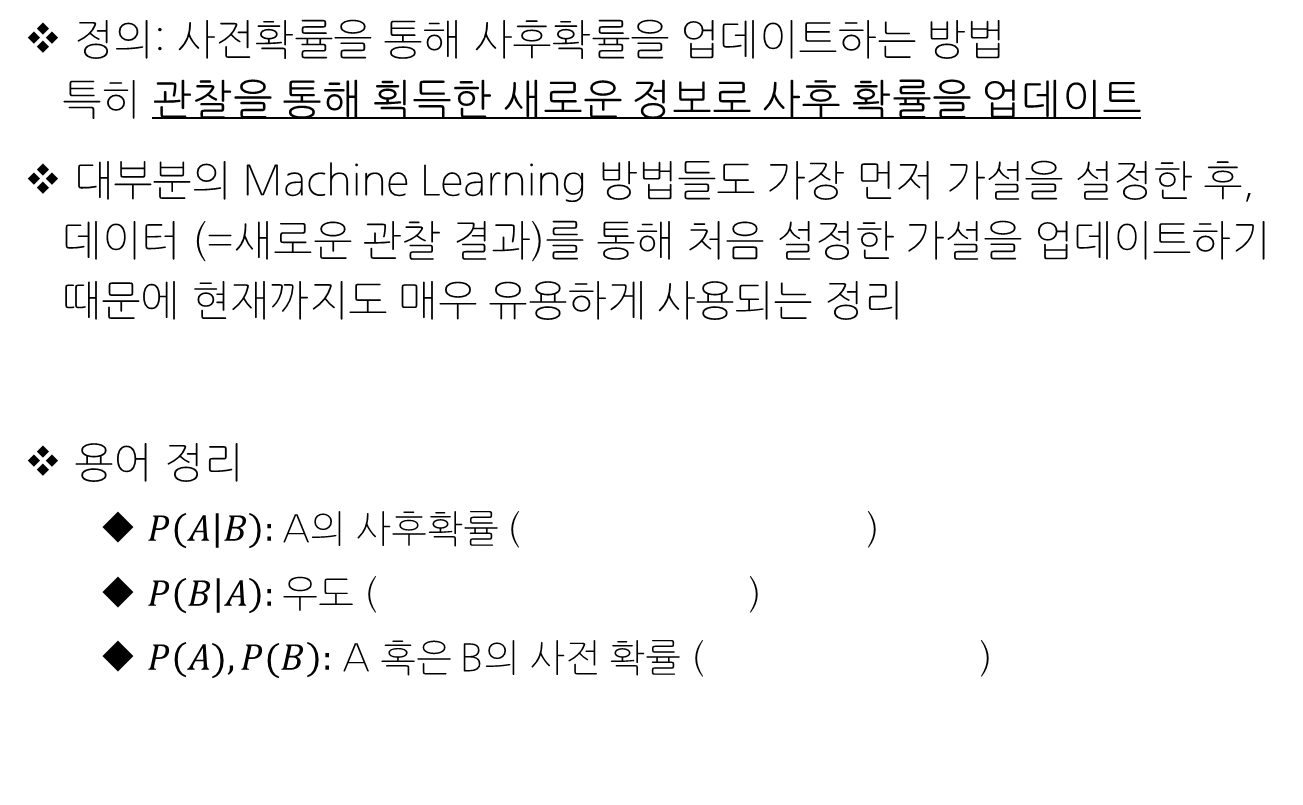 ❖ 정의: 사전확률을 통해 사후확률을 업데이트하는 방법
특히 관찰을 통해 획득한 새로운 정보로 사후 확률을 업데이트
❖ 대부분의 Machine Learning 방법들도 가장 먼저 가설을 설정한 후,
데이터 (=새로운 관찰 결과)를 통해 처음 설정한 가설을 업데이트하기
때문에 현재까지도 매우 유용하게 사용되는 정리
❖ 용어 정리
◆ P(A|B): A의 사후확률 ( )
◆ P(B|A): 우도 ( )
◆ P(A), P(B): A 혹은 B의 사전 확률 ( )